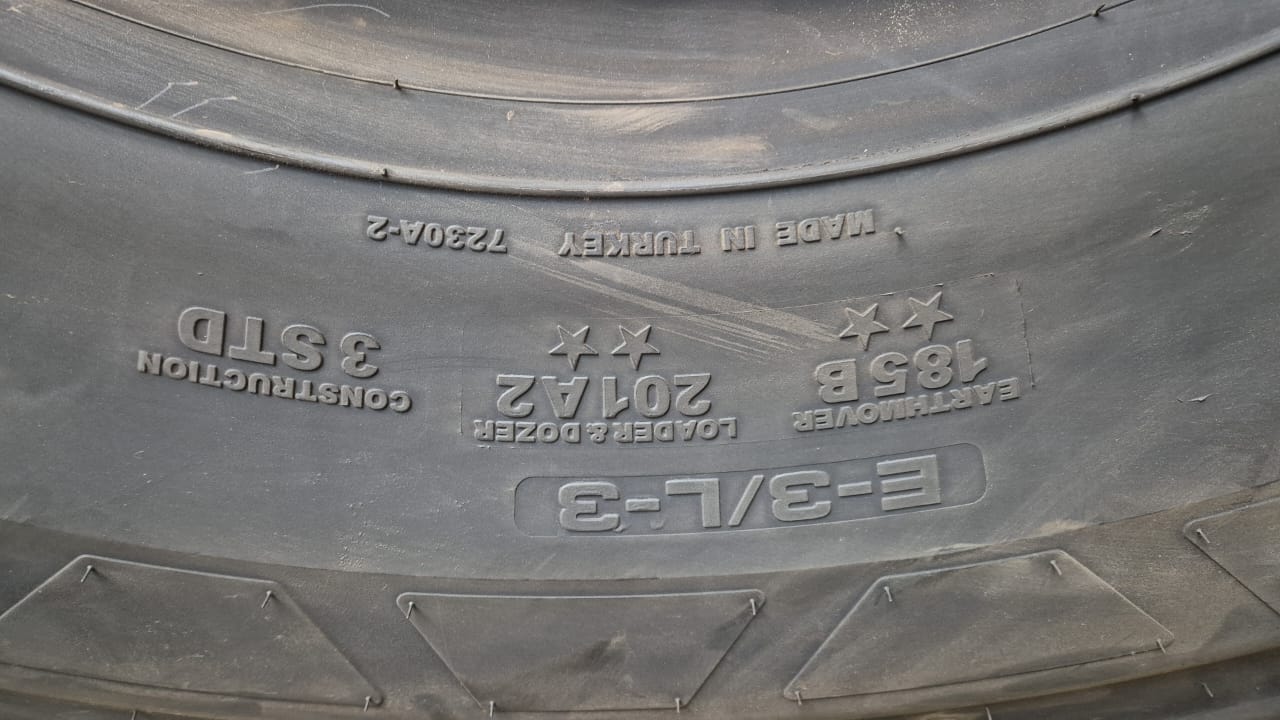 E-3/L-3
EARTHMOVER
185B
LOADER & DOZER
201A2
CONSTRUCTION
3 STD
MADE IN TURKEY 7230A-2